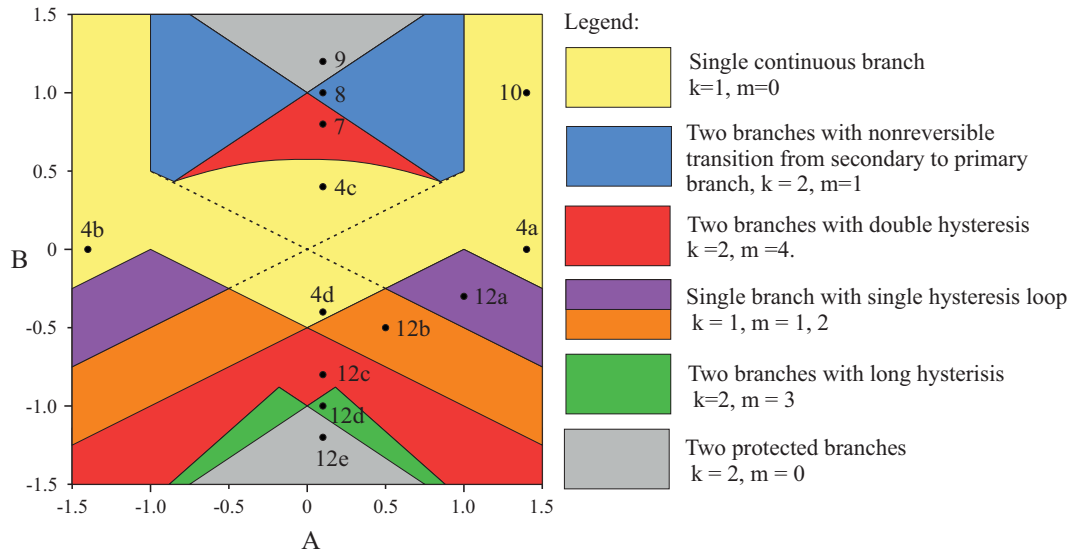 1.5
1.0
0.5
0
-0.5
-1.0
-1.5
B
-1.5
-1.0
-0.5
0
0.5
1.0
1.5
A
9
8
7
10
4c
4b
4a
4d
12a
12b
12c
12d
12e
Legend:
Single continuous branch
k=1, m=0
Two branches with nonreversible
transition from secondary to primary
branch, k = 2, m=1
Two branches with double hysteresis
k =2, m =4.
Single branch with single hysteresis loop
k = 1, m = 1, 2
Two branches with long hysterisis
k=2, m = 3
Two protected branches
k = 2, m = 0